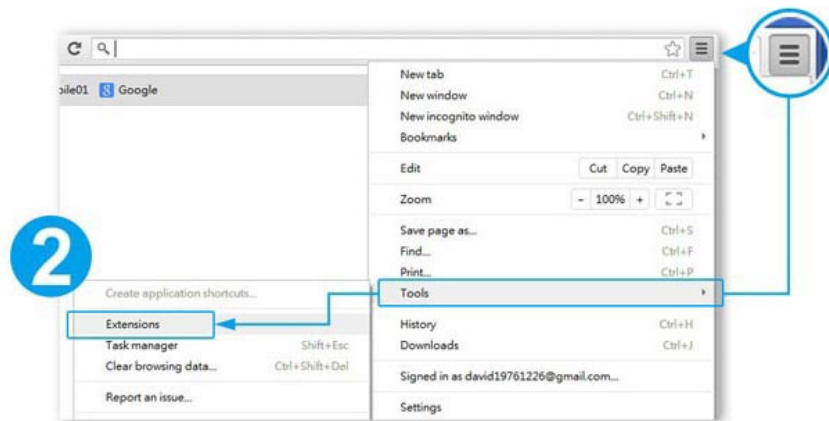 pile01 Google
New tab Ctrl+T
New window Ctrl+N
New incognito window Ctrl+Shift+N
Bookmarks
Edit Cut Copy Paste
Zoom - 100% +
Save page as... Ctrl+S
Find... Ctrl+F
Print... Ctrl+P
Tools
History Ctrl+H
Downloads Ctrl+J
Signed in as david19761226@gmail.com...
Settings
2
Create application shortcuts...
Extensions
Task manager Shift+Esc
Clear browsing data... Ctrl+Shift+Del
Report an issue...